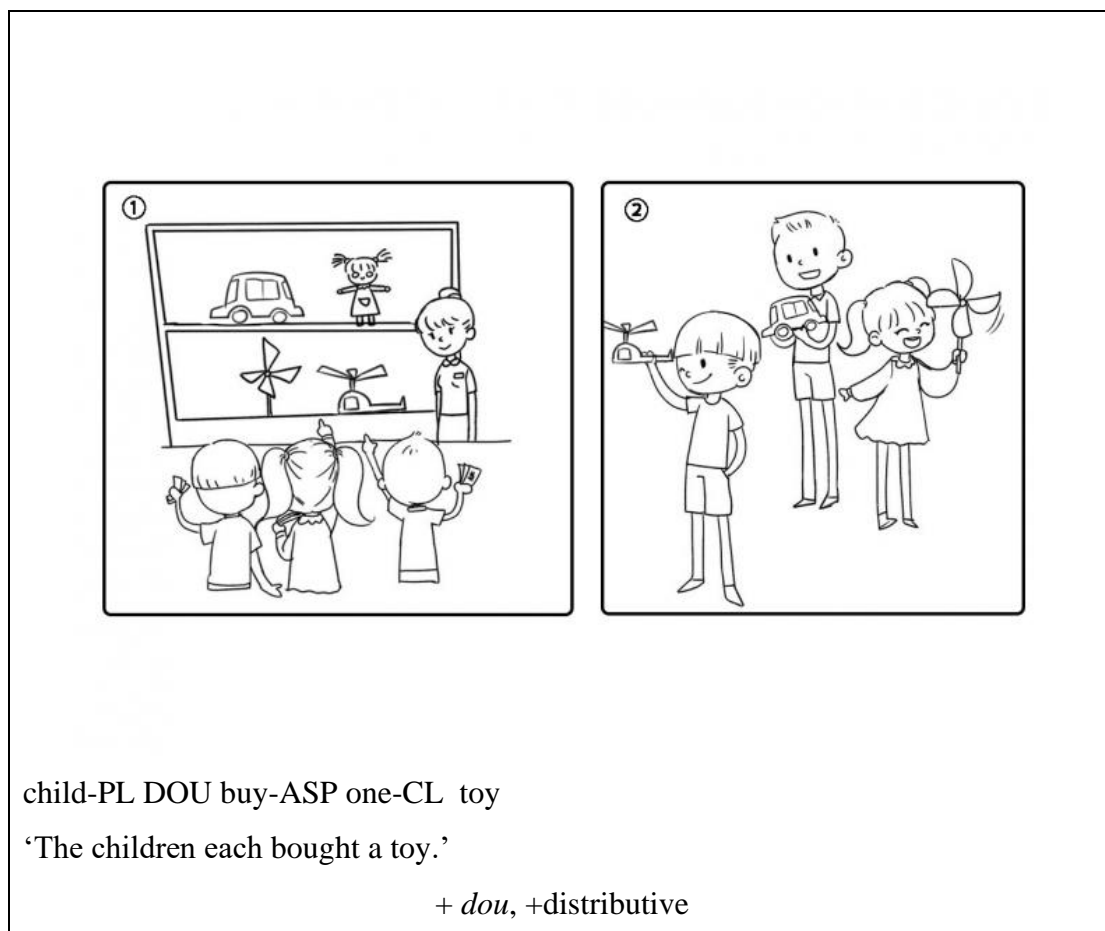 ①
②
child-PL DOU buy-ASP one-CL toy
‘The children each bought a toy.’
+ dou, +distributive